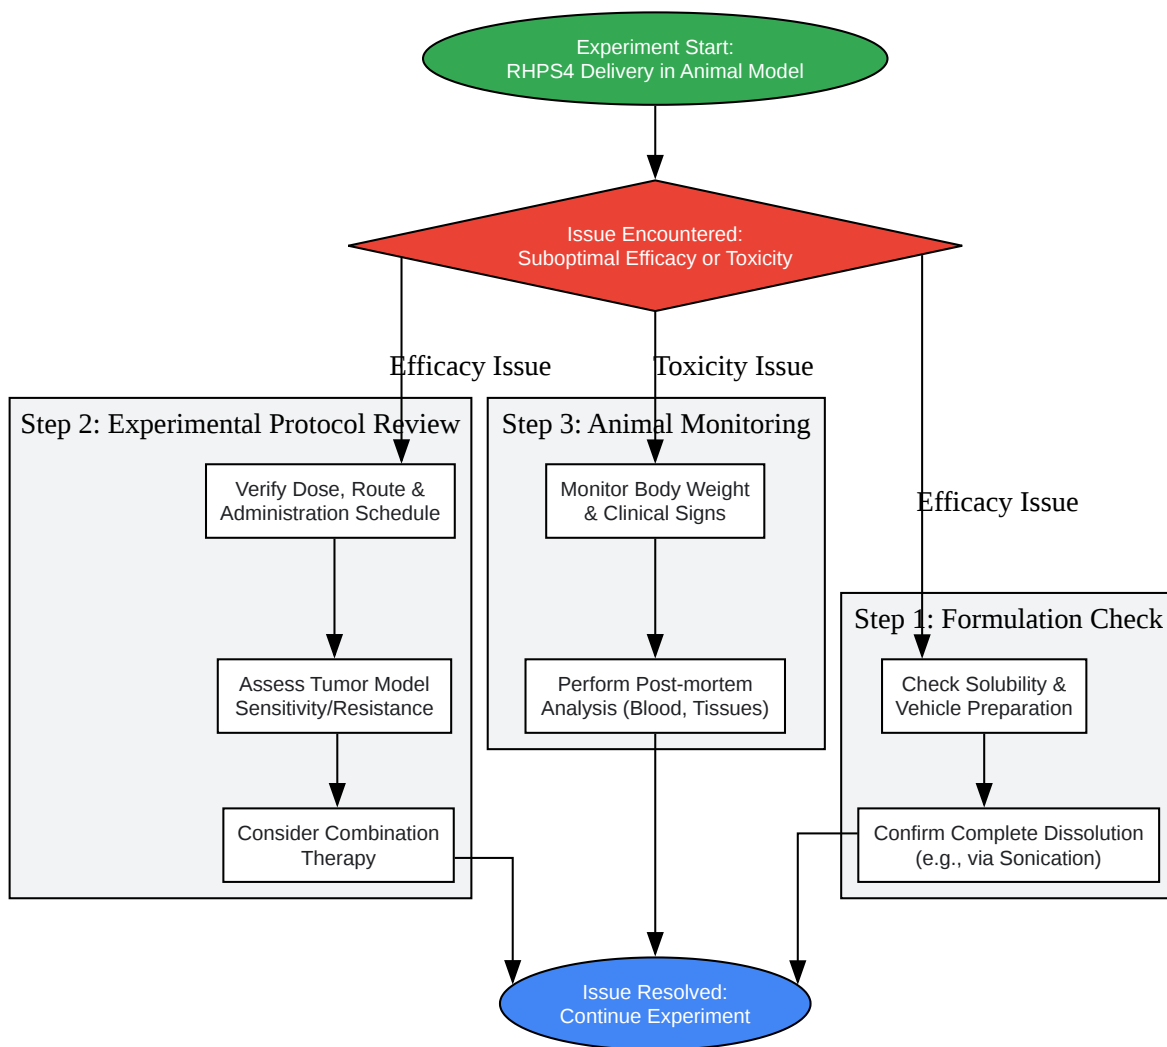 Experiment Start:
RHPS4 Delivery in Animal Model
Issue Encountered:
Suboptimal Efficacy or Toxicity
Efficacy Issue
Toxicity Issue
Efficacy Issue
Step 2: Experimental Protocol Review
Verify Dose, Route &
Administration Schedule
Assess Tumor Model
Sensitivity/Resistance
Consider Combination
Therapy
Step 3: Animal Monitoring
Monitor Body Weight
& Clinical Signs
Perform Post-mortem
Analysis (Blood, Tissues)
Step 1: Formulation Check
Check Solubility &
Vehicle Preparation
Confirm Complete Dissolution
(e.g., via Sonication)
Issue Resolved:
Continue Experiment